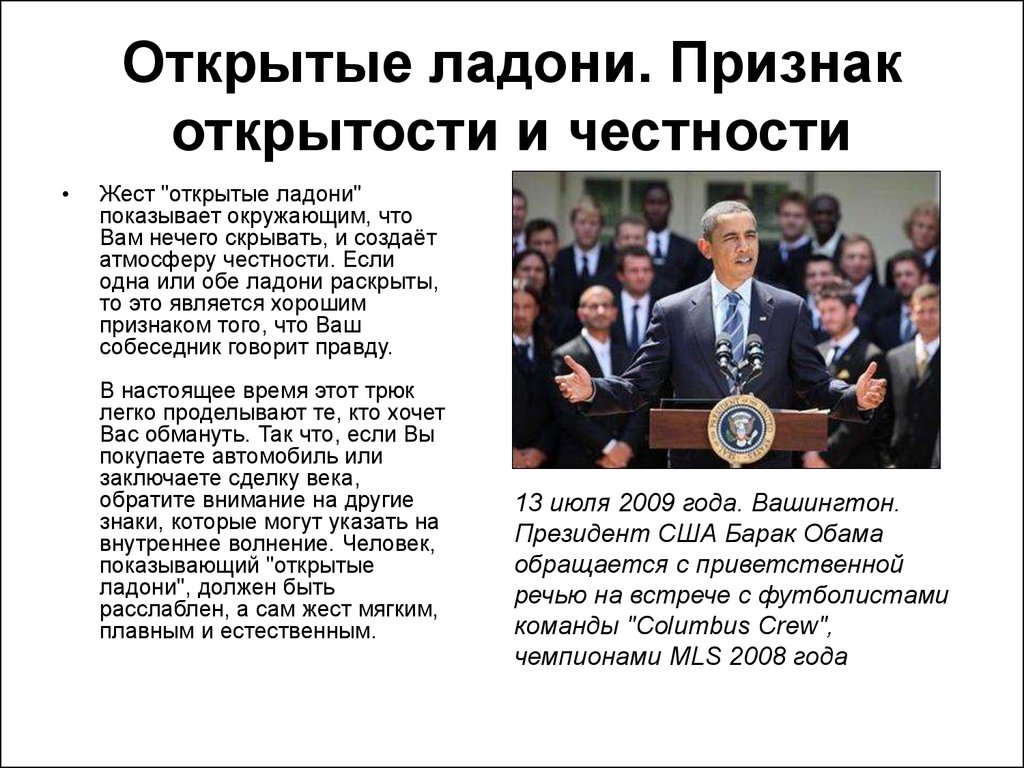 Открытые ладони. Признак
открытости и честности
• Жест "открытые ладони"
показывает окружающим, что
Вам нечего скрывать, и создаёт
атмосферу честности. Если
одна или обе ладони раскрыты,
то это является хорошим
признаком того, что Ваш
собеседник говорит правду.
В настоящее время этот трюк
легко проделывают те, кто хочет
Вас обмануть. Так что, если Вы
покупаете автомобиль или
заключаете сделку века,
обратите внимание на другие
знаки, которые могут указать на
внутреннее волнение. Человек,
показывающий "открытые
ладони", должен быть
расслаблен, а сам жест мягким,
плавным и естественным.
13 июля 2009 года. Вашингтон.
Президент США Барак Обама
обращается с приветственной
речью на встрече с футболистами
команды "Columbus Crew",
чемпионами MLS 2008 года